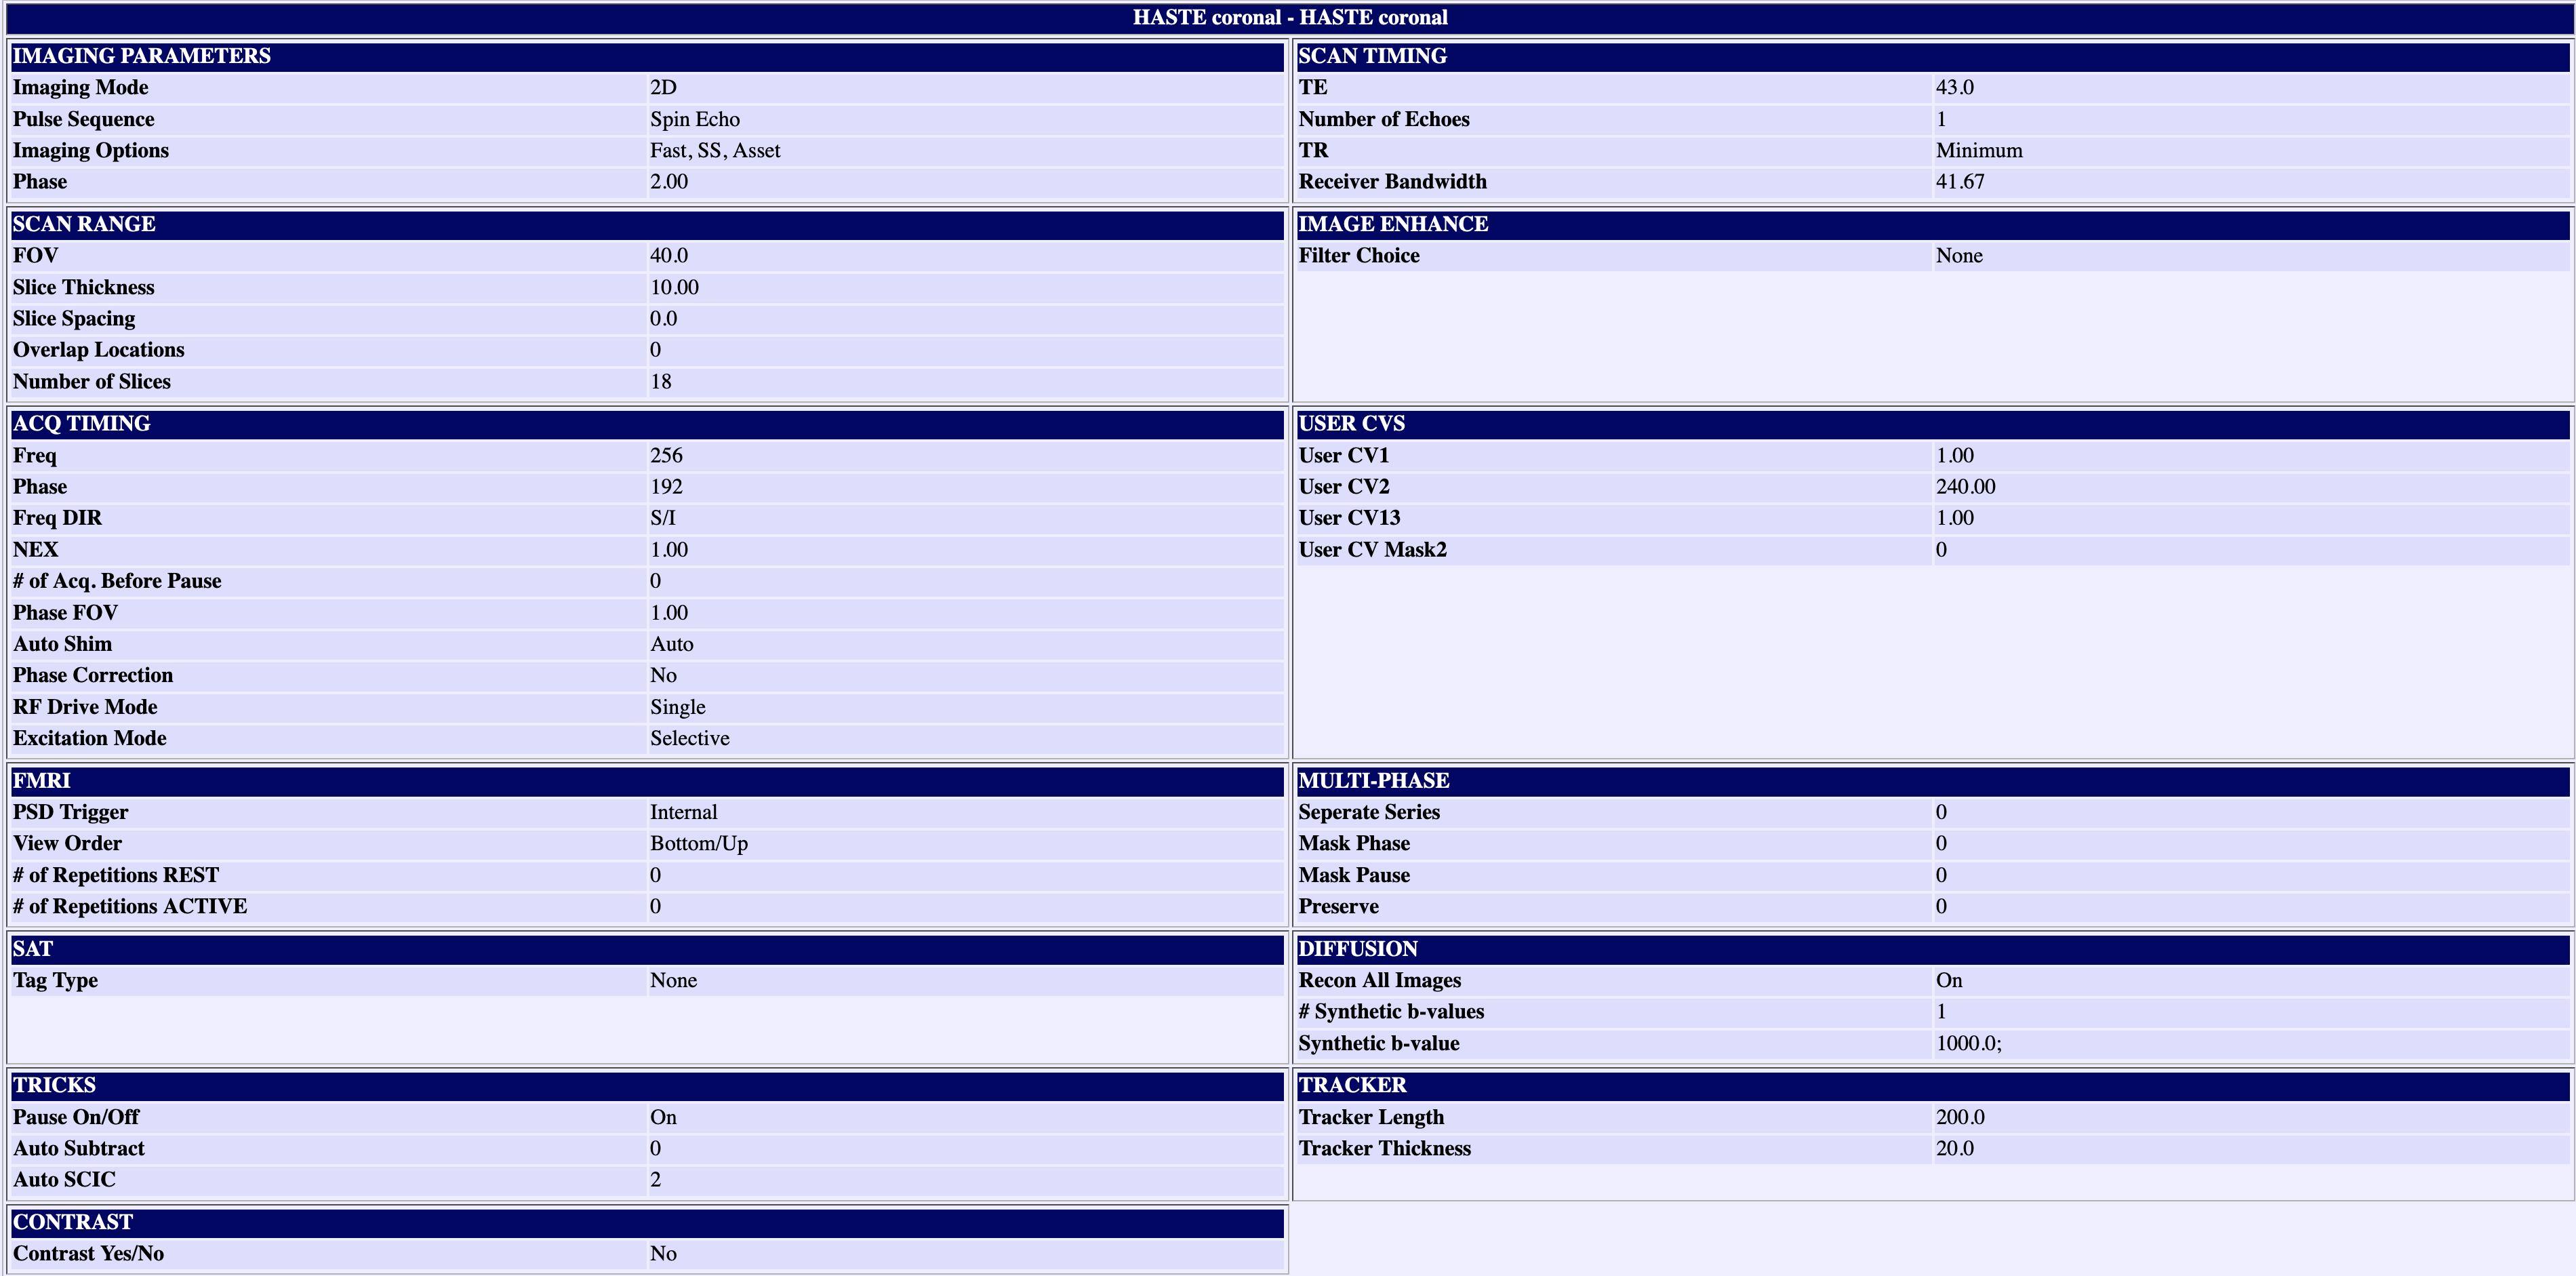 HASTE coronal - HASTE coronal
IMAGING PARAMETERS
Imaging Mode 2D
Pulse Sequence Spin Echo
Imaging Options Fast, SS, Asset
Phase 2.00
SCAN TIMING
TE 43.0
Number of Echoes 1
TR Minimum
Receiver Bandwidth 41.67
SCAN RANGE
FOV 40.0
Slice Thickness 10.00
Slice Spacing 0.0
Overlap Locations 0
Number of Slices 18
IMAGE ENHANCE
Filter Choice None
ACQ TIMING
Freq 256
Phase 192
Freq DIR S/I
NEX 1.00
# of Acq. Before Pause 0
Phase FOV 1.00
Auto Shim Auto
Phase Correction No
RF Drive Mode Single
Excitation Mode Selective
USER CVS
User CV1 1.00
User CV2 240.00
User CV13 1.00
User CV Mask2 0
FMRI
PSD Trigger Internal
View Order Bottom/Up
# of Repetitions REST 0
# of Repetitions ACTIVE 0
MULTI-PHASE
Seperate Series 0
Mask Phase 0
Mask Pause 0
Preserve 0
SAT
Tag Type None
DIFFUSION
Recon All Images On
# Synthetic b-values 1
Synthetic b-value 1000.0;
TRICKS
Pause On/Off On
Auto Subtract 0
Auto SCIC 2
TRACKER
Tracker Length 200.0
Tracker Thickness 20.0
CONTRAST
Contrast Yes/No No